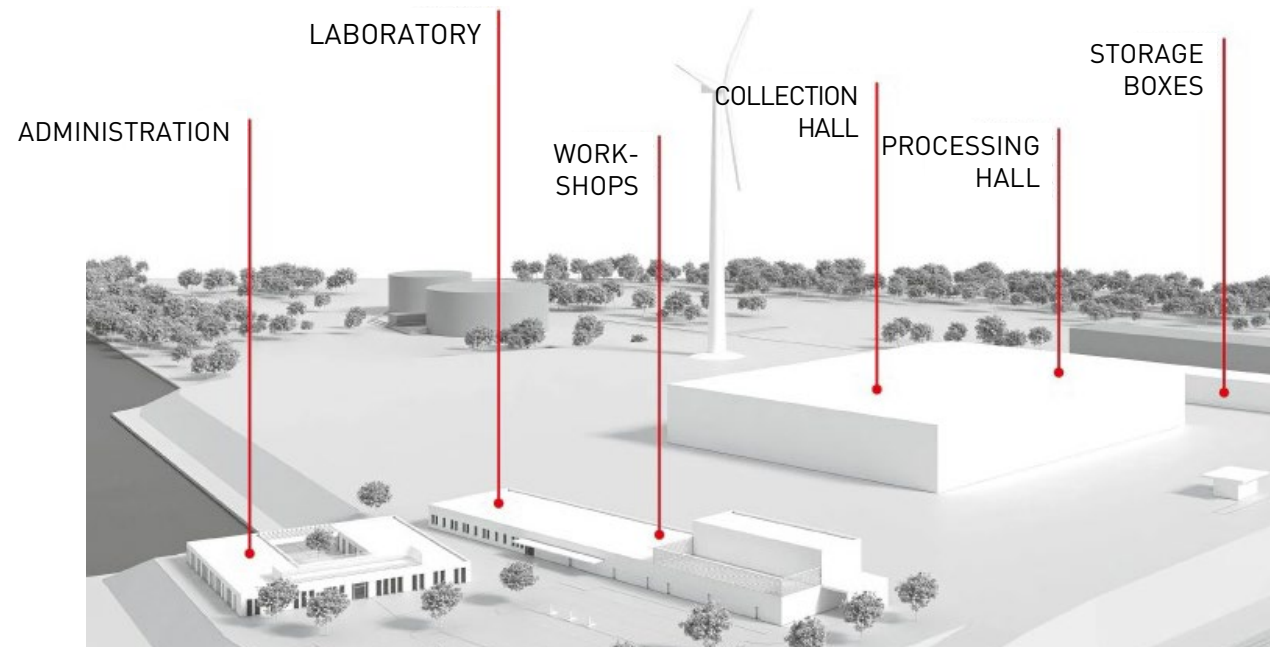 LABORATORY
STORAGE
BOXES
COLLECTION
HALL
ADMINISTRATION
PROCESSING
HALL
WORK-
SHOPS